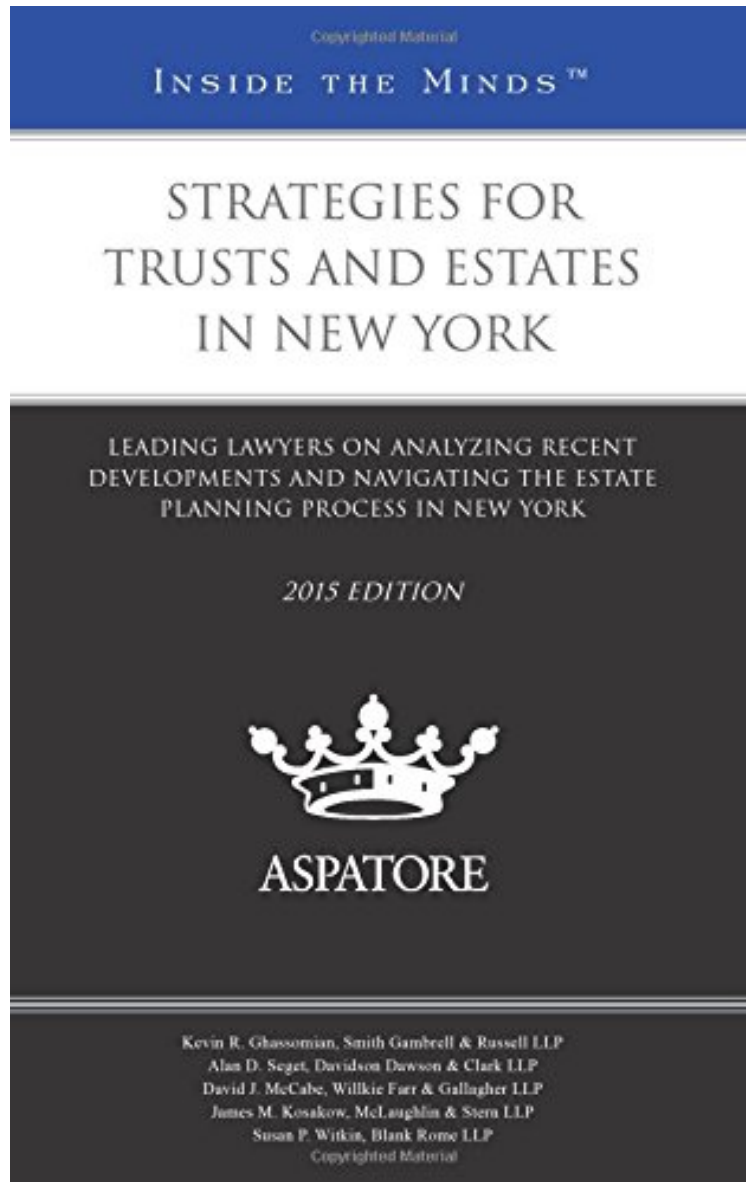 Copyrighted Material
INSIDE THE MINDS™
STRATEGIES FOR
TRUSTS AND ESTATES
IN NEW YORK
LEADING LAWYERS ON ANALYZING RECENT
DEVELOPMENTS AND NAVIGATING THE ESTATE
PLANNING PROCESS IN NEW YORK
2015 EDITION
ASPATORE
Kevin R. Ghassomian, Smith Gambrell & Russell LLP
Alan D. Seget, Davidson Dawson & Clark LLP
David J. McCabe, Willkie Farr & Gallagher LLP
James M. Kosakow, McLaughlin & Stern LLP
Susan P. Witkin, Blank Rome LLP
Copyrighted Material